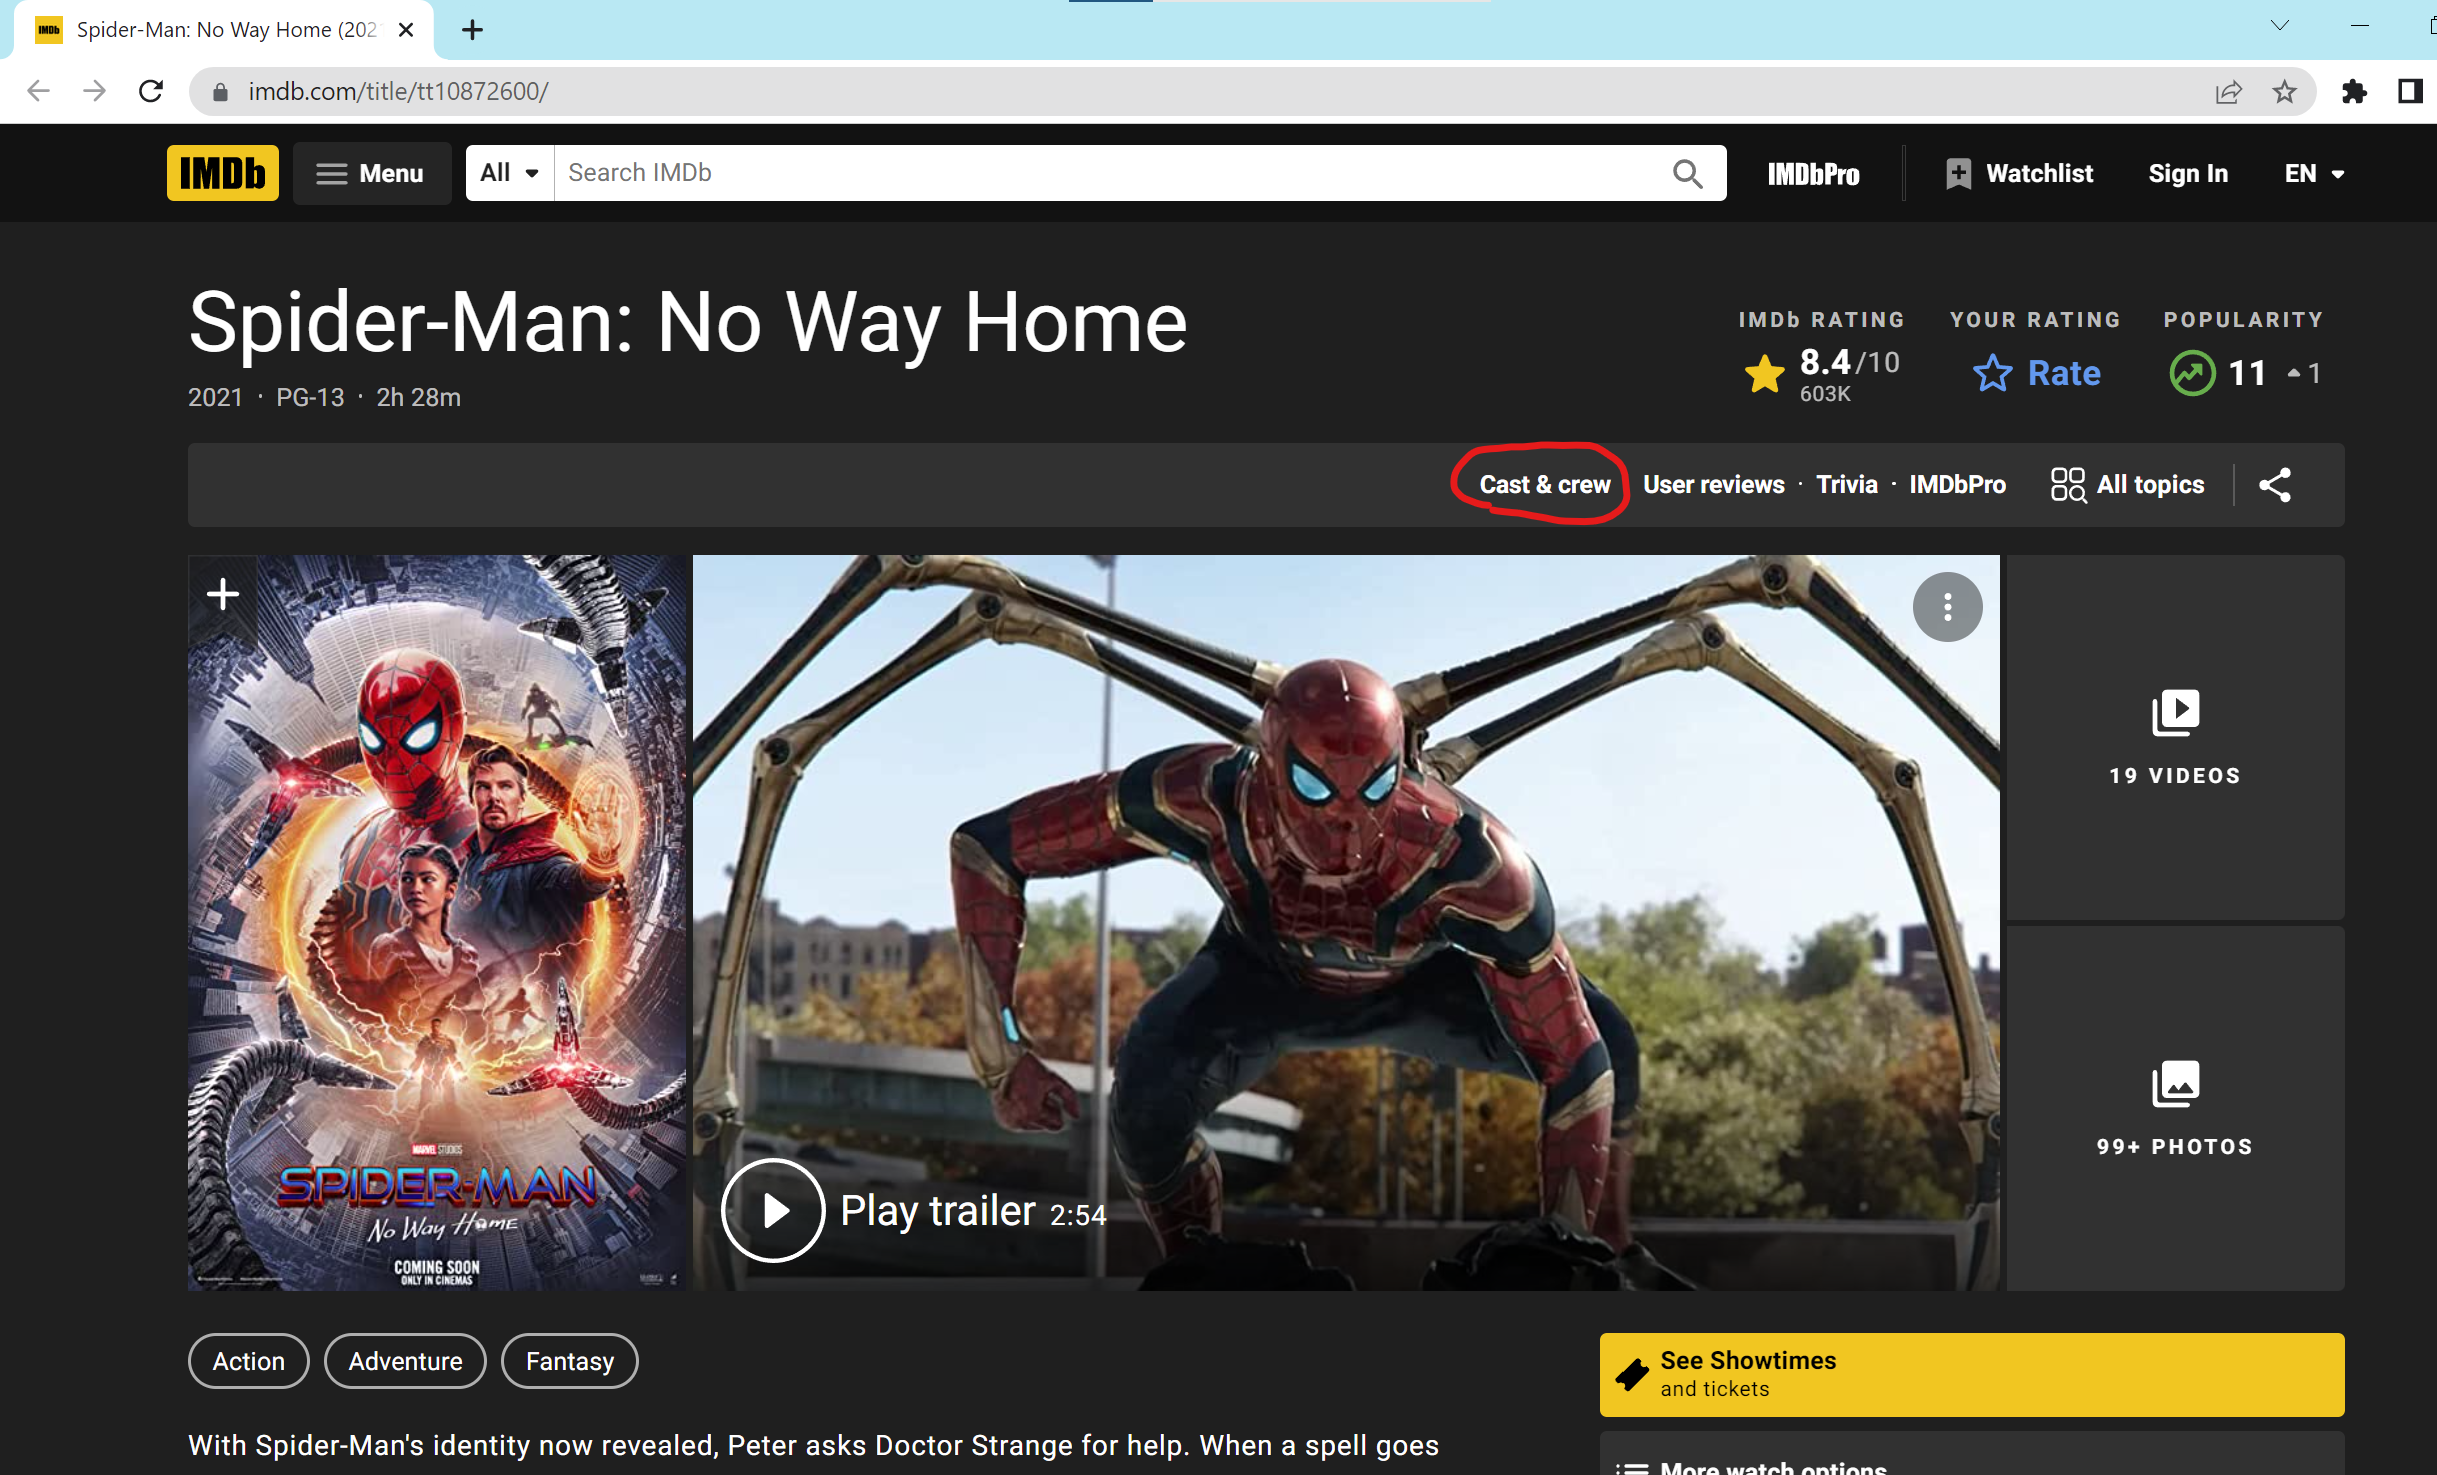 IMDb
Spider-Man: No Way Home (202
imdb.com/title/tt10872600/
IMDb
Menu
All
Search IMDb
IMDbPro
Watchlist
Sign In
EN
Spider-Man: No Way Home
2021 · PG-13 · 2h 28m
IMDb RATING
8.4/10
603K
YOUR RATING
Rate
POPULARITY
11
1
Cast & crew
User reviews · Trivia · IMDbPro
All topics
MARVEL STUDIOS
SPIDER-MAN
No Way Home
COMING SOON
ONLY IN CINEMAS
Play trailer 2:54
19 VIDEOS
99+ PHOTOS
Action
Adventure
Fantasy
See Showtimes
and tickets
With Spider-Man's identity now revealed, Peter asks Doctor Strange for help. When a spell goes
More watch options